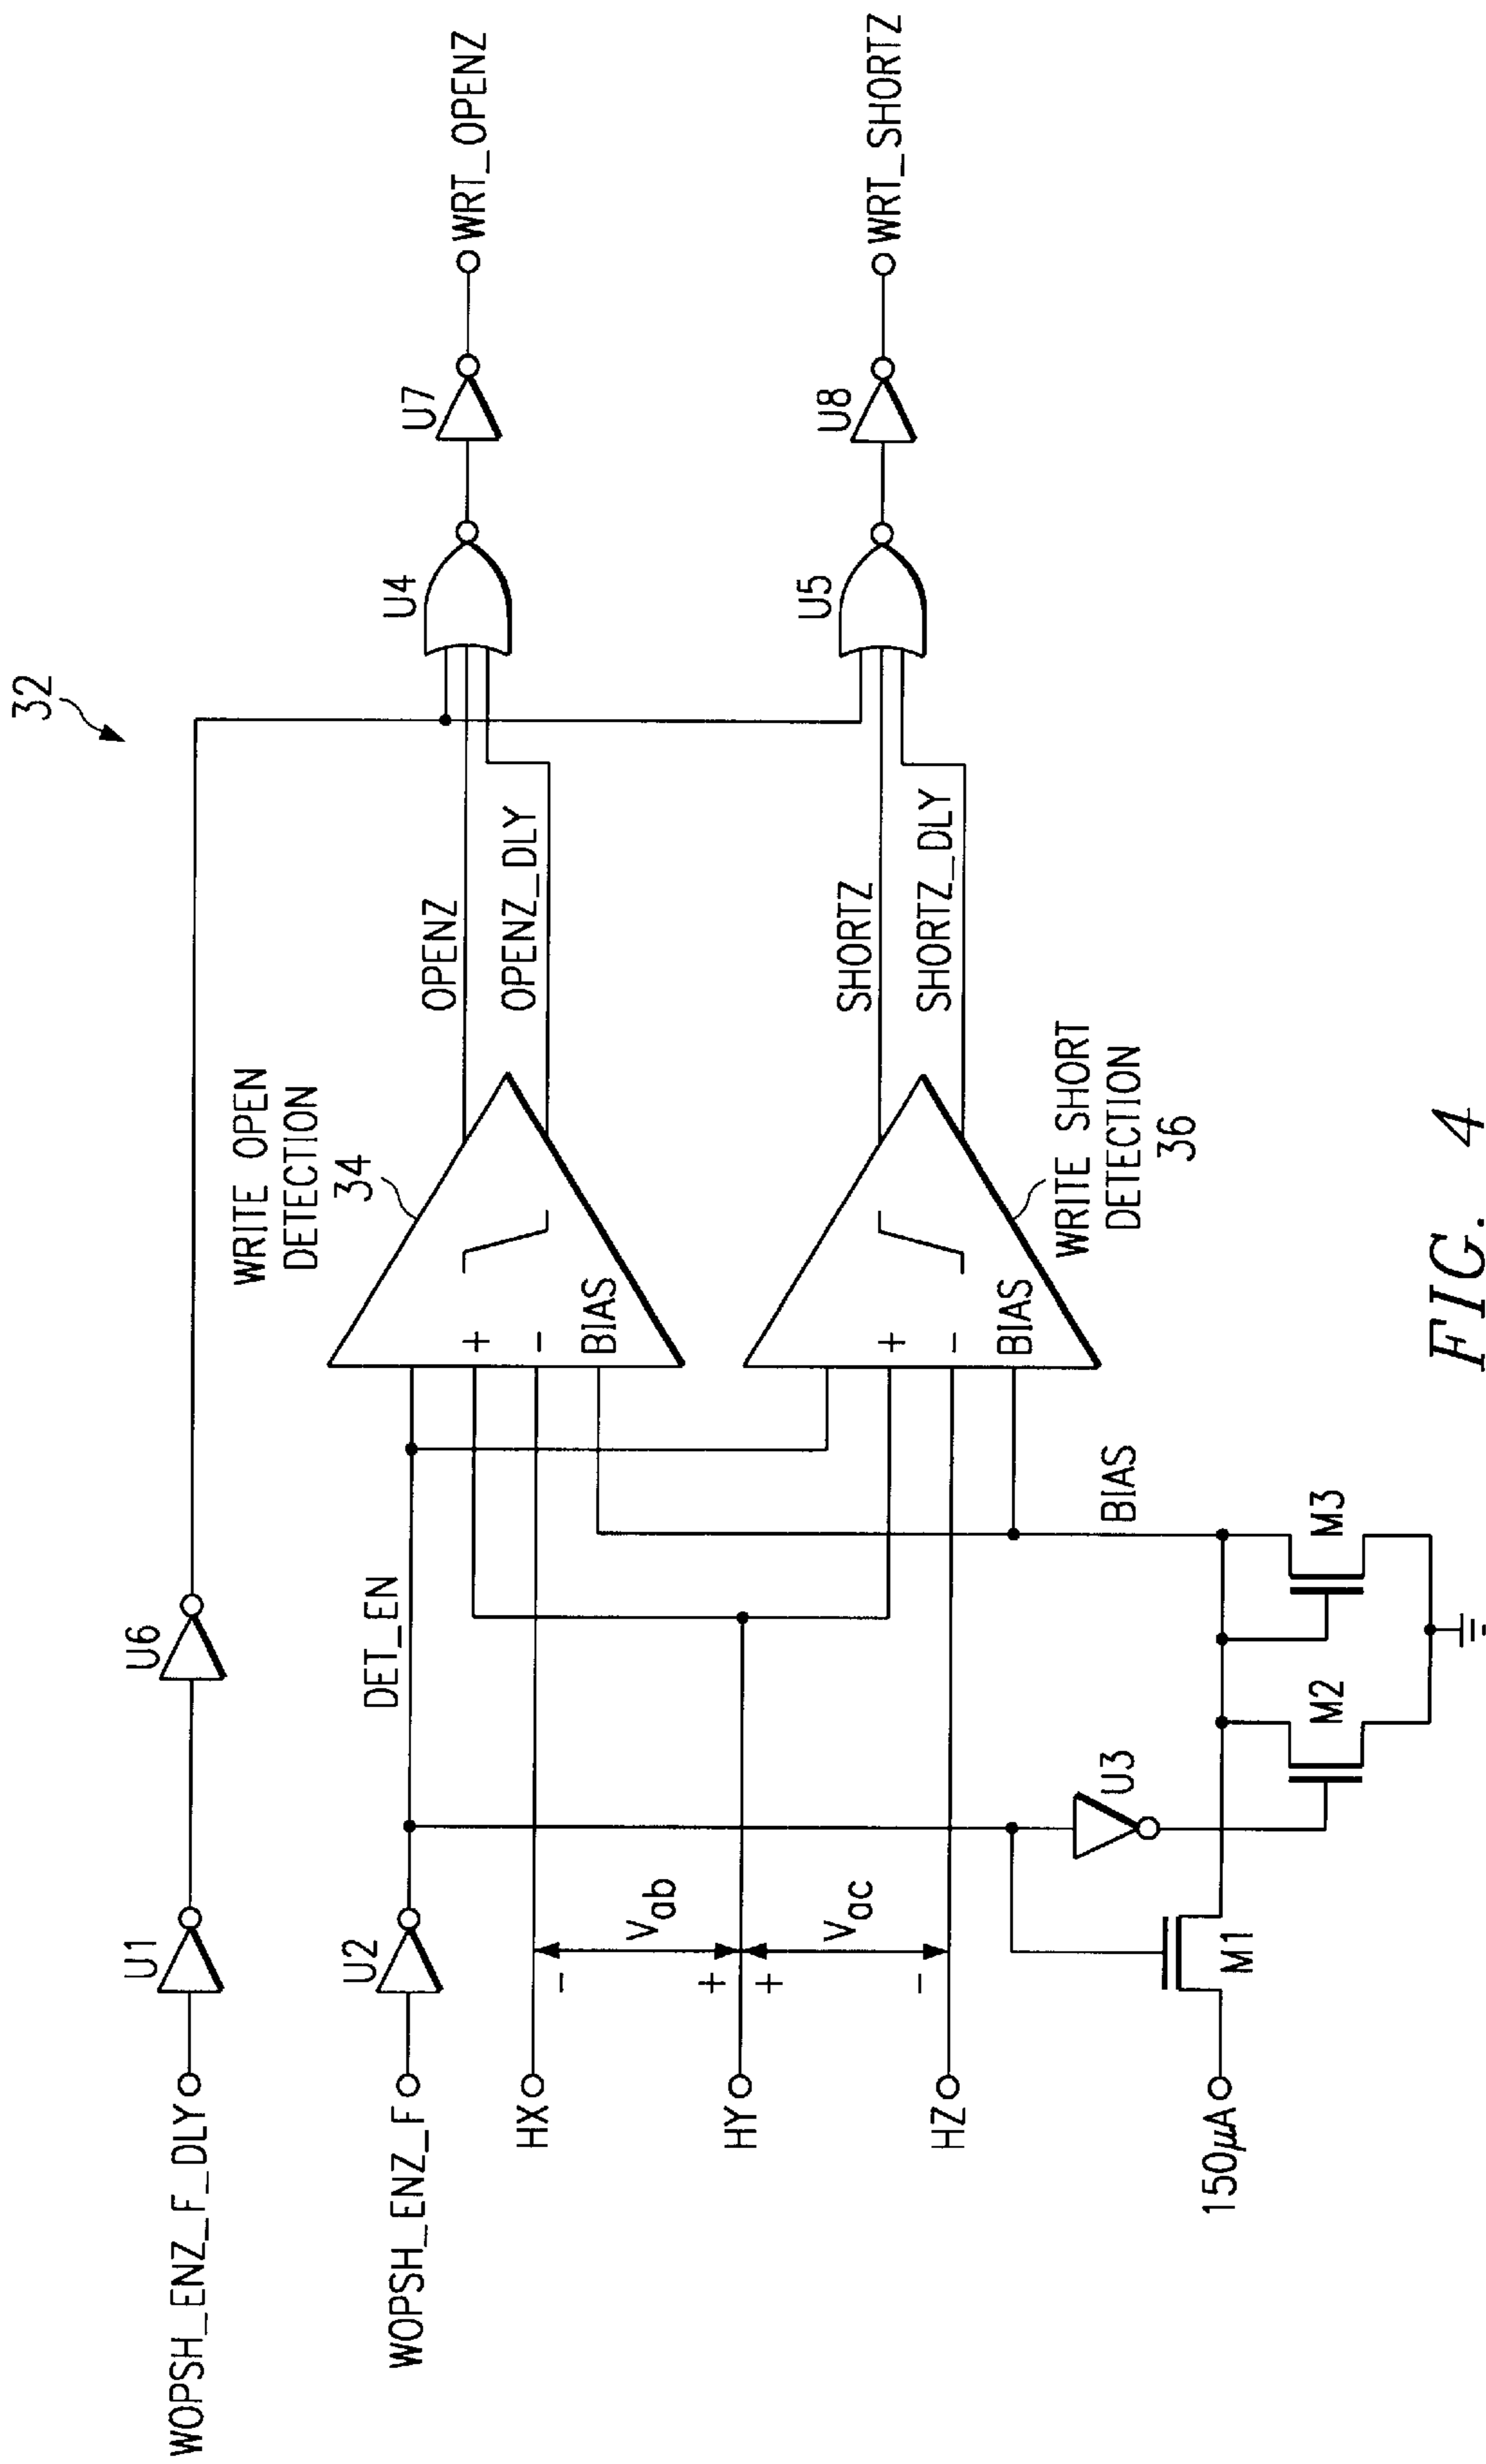 32
WOPSH_ENZ_F_DLY
U1
U6
WRITE OPEN
DETECTION
34
WOPSH_ENZ_F
U2
DET_EN
OPENZ
OPENZ_DLY
U4
U7
WRT_OPENZ
+
-
BIAS
HX
-
Vab
+
HY
+
Vac
-
HZ
+
-
BIAS
SHORTZ
SHORTZ_DLY
U5
U8
WRT_SHORTZ
WRITE SHORT
DETECTION
36
BIAS
U3
150μA
M1
M2
M3
FIG. 4